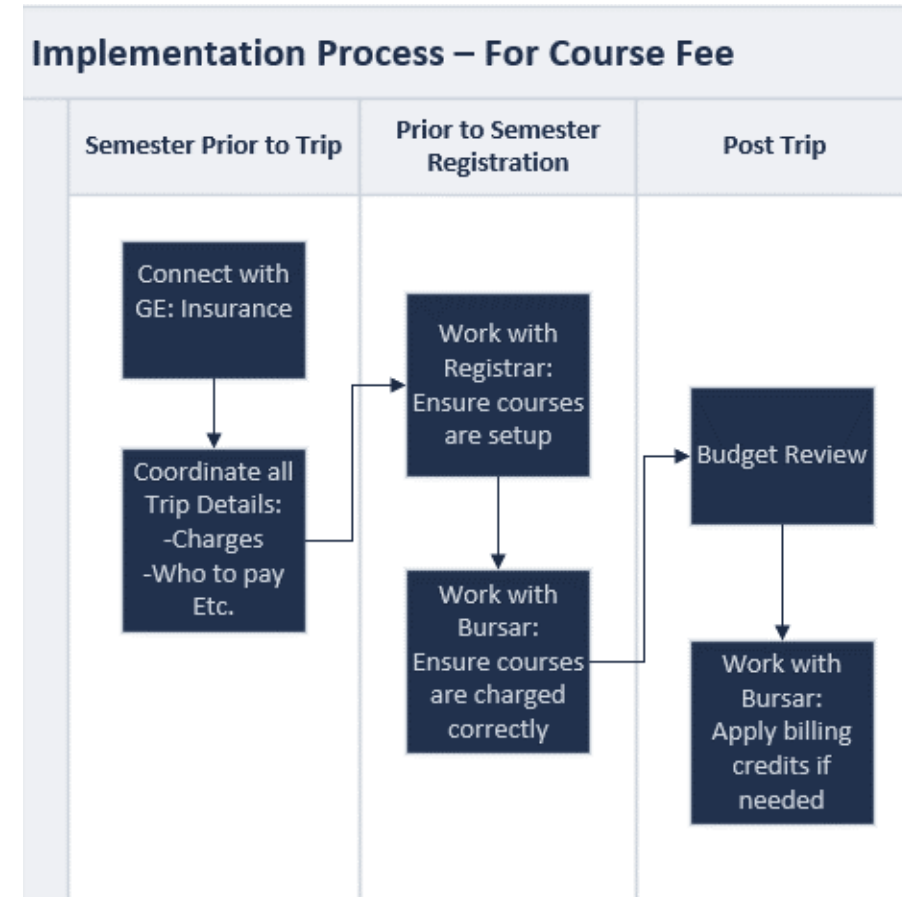 Implementation Process – For Course Fee
Semester Prior to Trip
Prior to Semester
Registration
Post Trip
Connect with
GE: Insurance
Coordinate all
Trip Details:
-Charges
-Who to pay
Etc.
Work with
Registrar:
Ensure courses
are setup
Work with
Bursar:
Ensure courses
are charged
correctly
Budget Review
Work with
Bursar:
Apply billing
credits if
needed